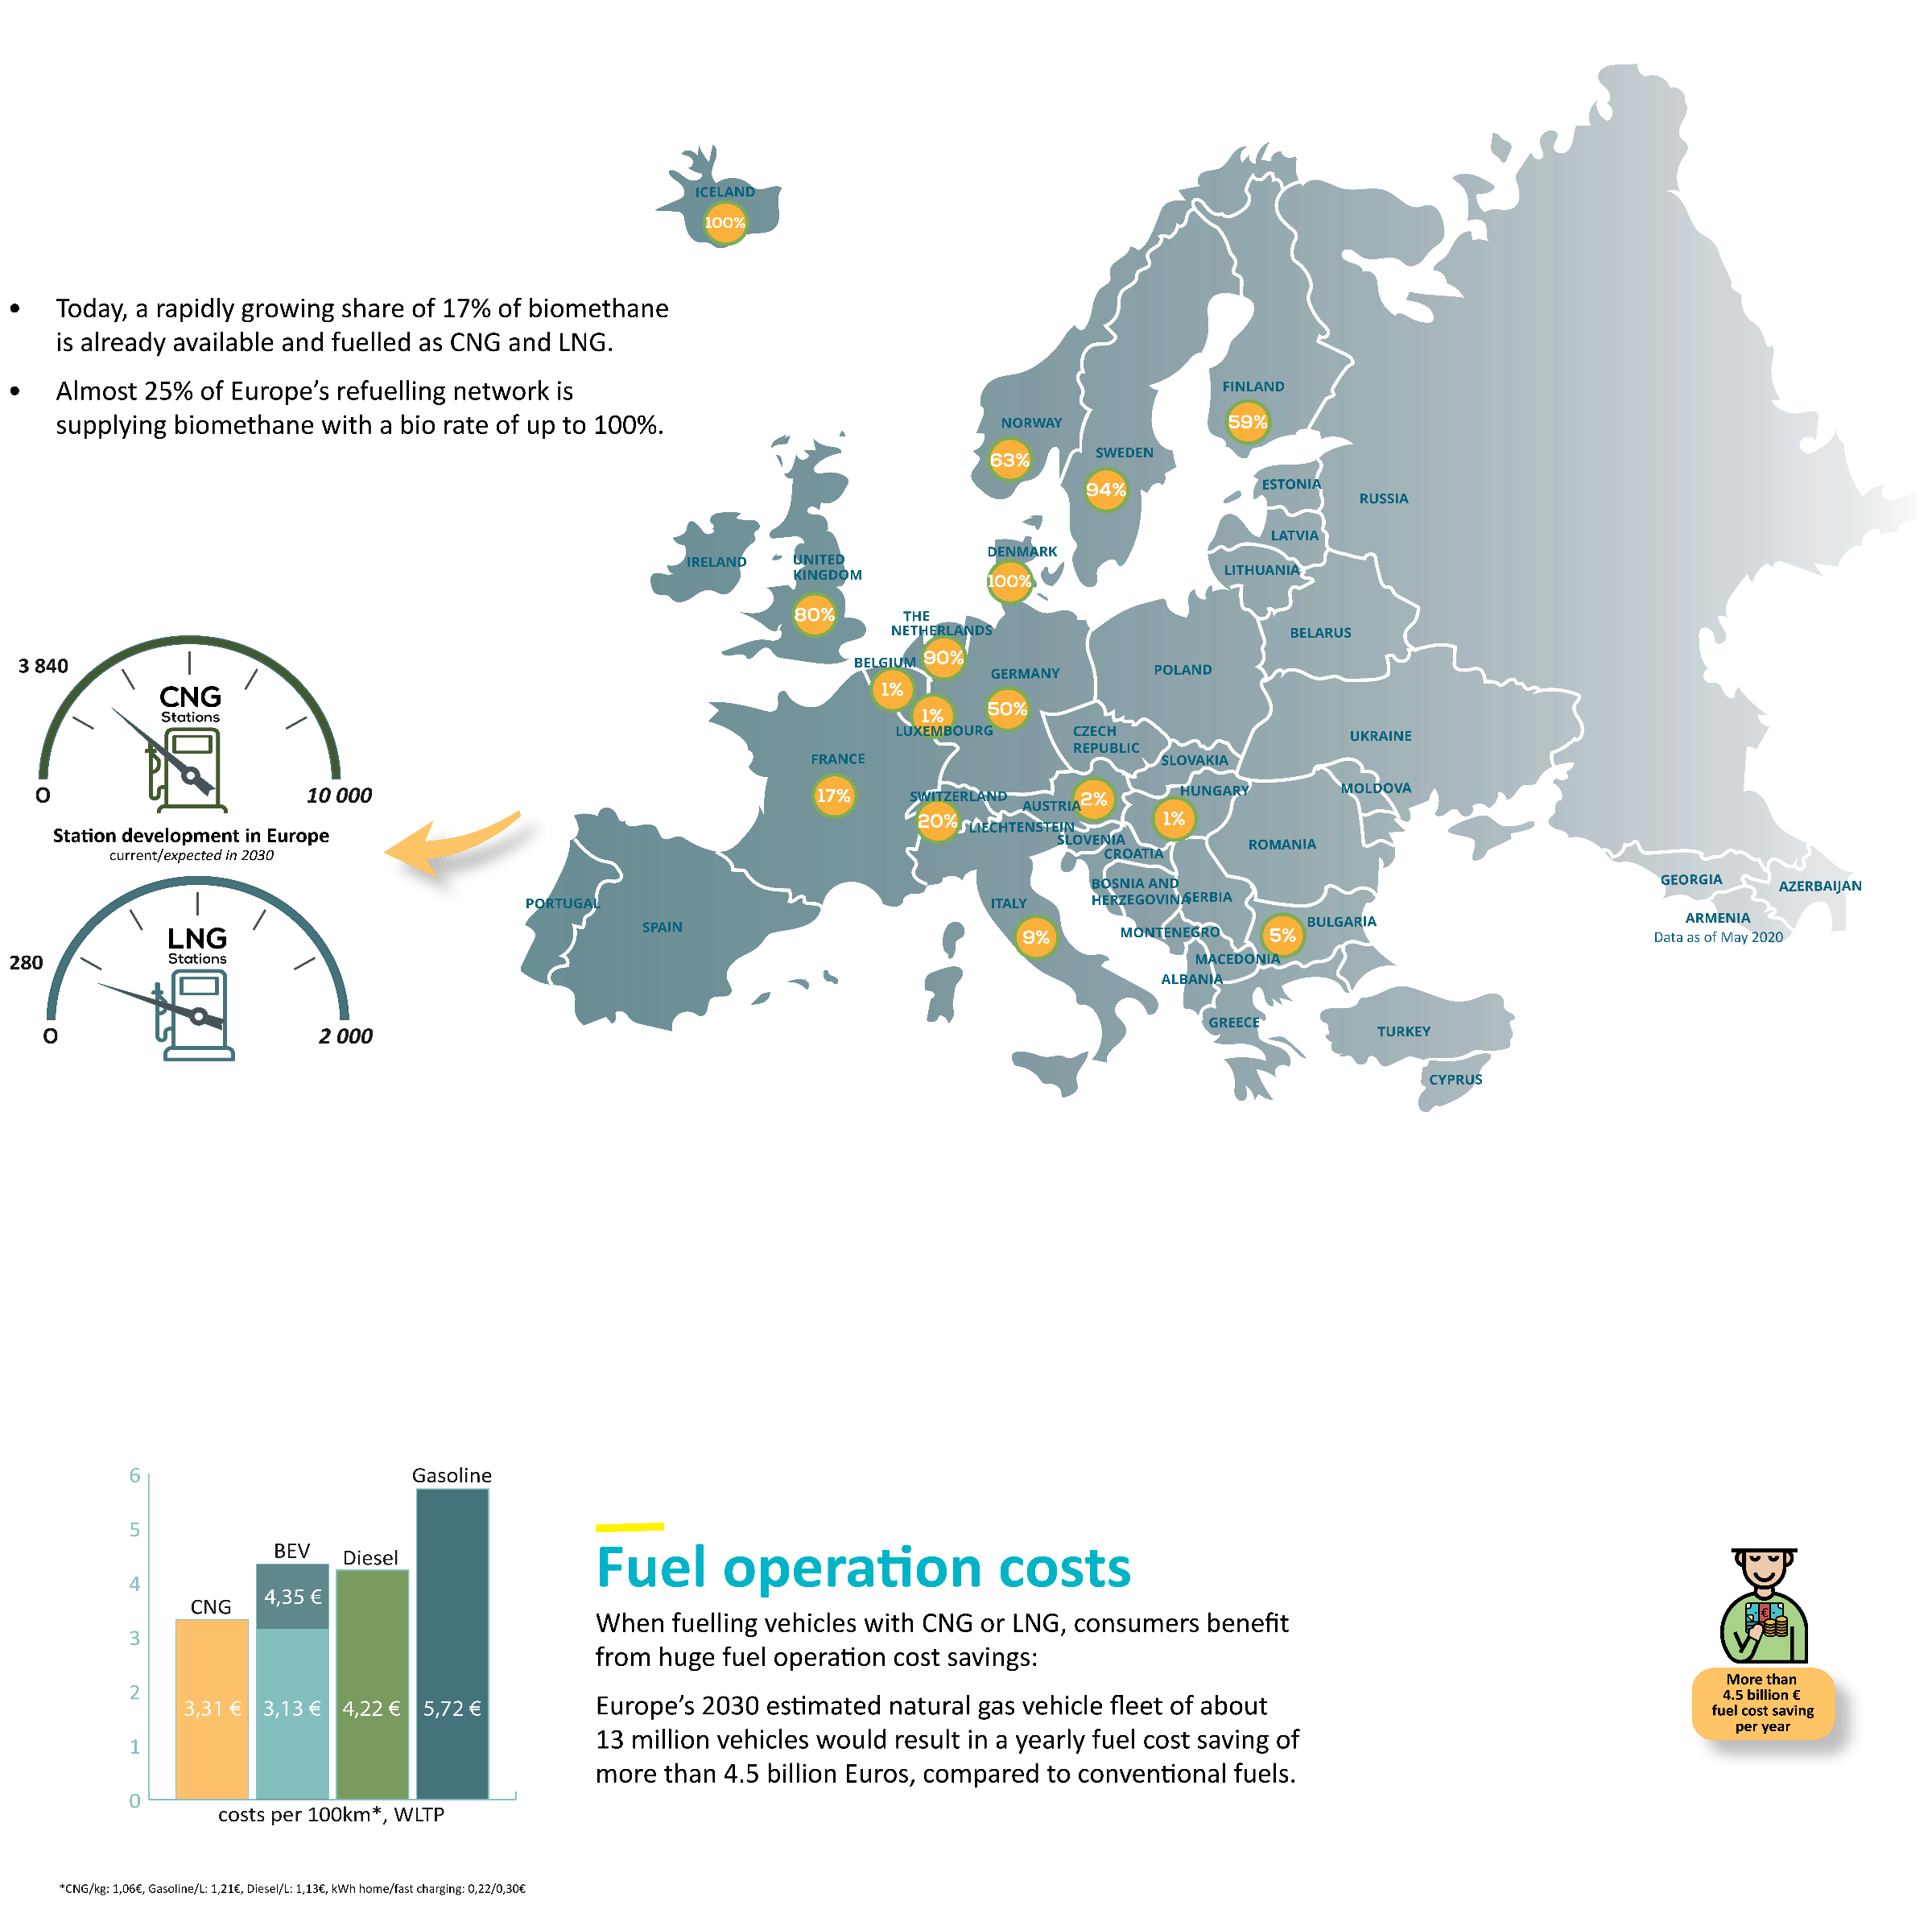 ICELAND
100%
• Today, a rapidly growing share of 17% of biomethane
is already available and fuelled as CNG and LNG.
• Almost 25% of Europe’s refuelling network is
supplying biomethane with a bio rate of up to 100%.
FINLAND
59%
NORWAY
63%
SWEDEN
94%
ESTONIA
RUSSIA
LATVIA
LITHUANIA
IRELAND
UNITED
KINGDOM
80%
DENMARK
100%
THE
NETHERLANDS
90%
BELARUS
BELGIUM
1%
GERMANY
50%
POLAND
1%
LUXEMBOURG
CZECH
REPUBLIC
UKRAINE
SLOVAKIA
FRANCE
17%
SWITZERLAND
20%
AUSTRIA
2%
HUNGARY
1%
MOLDOVA
LIECHTENSTEIN
SLOVENIA
CROATIA
ROMANIA
BOSNIA AND
HERZEGOVINA
SERBIA
PORTUGAL
SPAIN
ITALY
9%
MONTENEGRO
5%
BULGARIA
MACEDONIA
ALBANIA
GREECE
TURKEY
CYPRUS
GEORGIA
AZERBAIJAN
ARMENIA
Data as of May 2020
3 840
CNG
Stations
0
10 000
Station development in Europe
current/expected in 2030
LNG
Stations
280
0
2 000
6
5
4
3
2
1
0
CNG
3,31 €
BEV
4,35 €
3,13 €
Diesel
4,22 €
Gasoline
5,72 €
costs per 100km*, WLTP
*CNG/kg: 1,06€, Gasoline/L: 1,21€, Diesel/L: 1,13€, kWh home/fast charging: 0,22/0,30€
Fuel operation costs
When fuelling vehicles with CNG or LNG, consumers benefit
from huge fuel operation cost savings:
Europe’s 2030 estimated natural gas vehicle fleet of about
13 million vehicles would result in a yearly fuel cost saving of
more than 4.5 billion Euros, compared to conventional fuels.
€
More than
4.5 billion €
fuel cost saving
per year